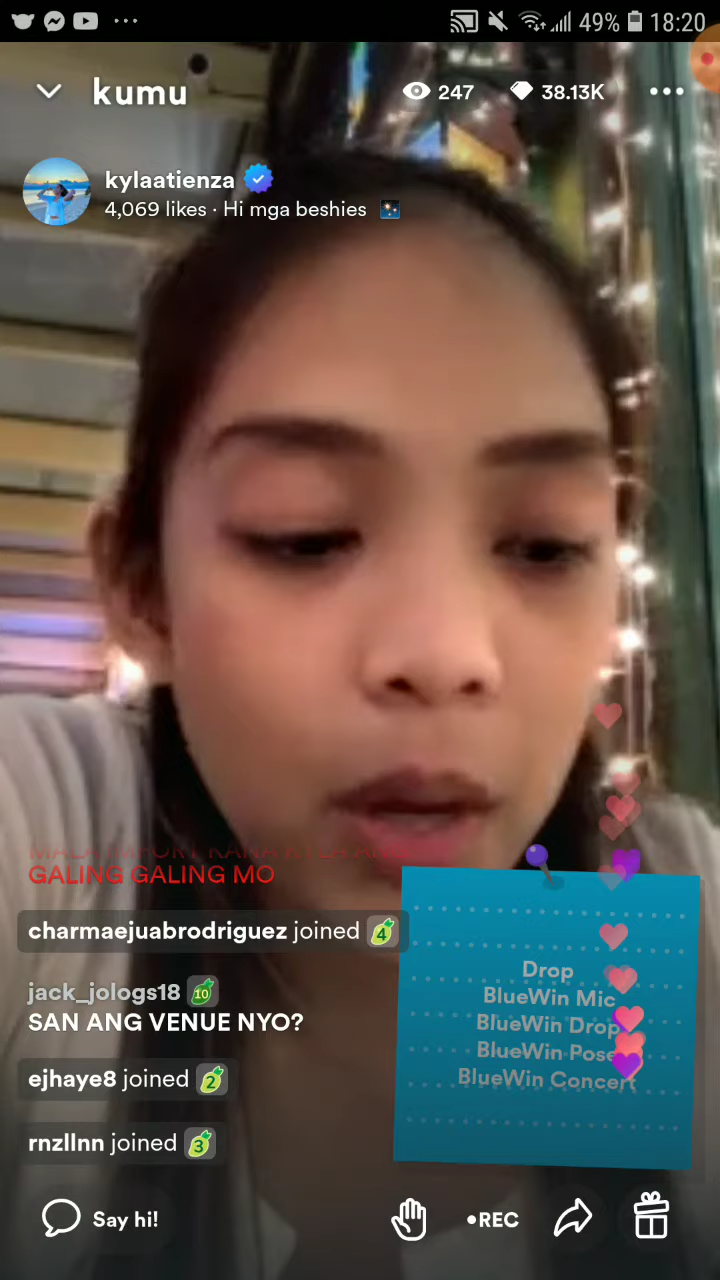 49% 18:20
kumu 247 38.13K
kylaatienza
4,069 likes · Hi mga beshies
GALING GALING MO
charmaejuabrodriguez joined 4
jack_jologs18 10
SAN ANG VENUE NYO?
ejhaye8 joined 2
rnzllnn joined 3
Drop
BlueWin Mic
BlueWin Drop
BlueWin Pose
BlueWin Concert
Say hi! •REC